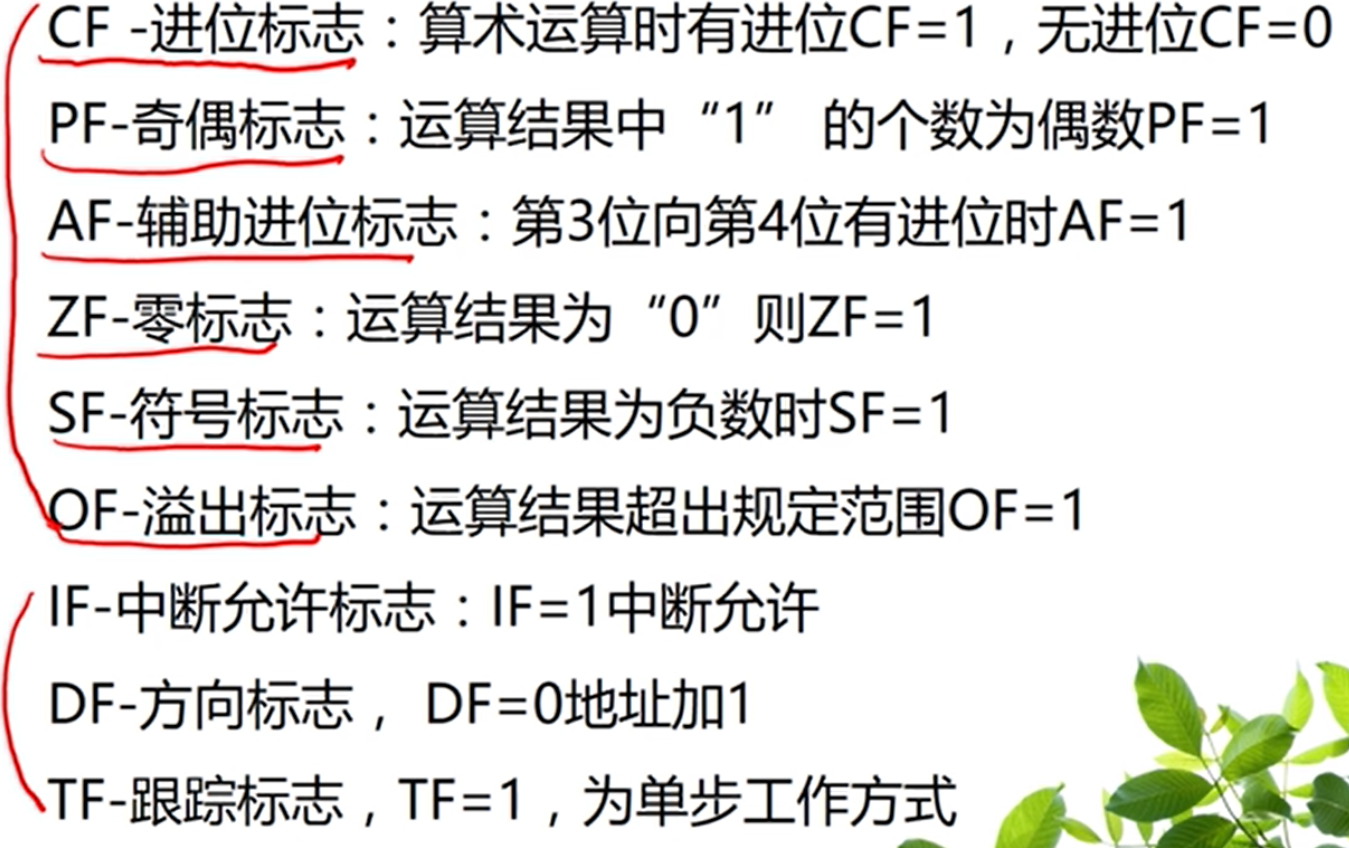 CF -进位标志：算术运算时有进位CF=1，无进位CF=0
PF-奇偶标志：运算结果中“1” 的个数为偶数PF=1
AF-辅助进位标志：第3位向第4位有进位时AF=1
ZF-零标志：运算结果为“0”则ZF=1
SF-符号标志：运算结果为负数时SF=1
OF-溢出标志：运算结果超出规定范围OF=1
IF-中断允许标志：IF=1中断允许
DF-方向标志， DF=0地址加1
TF-跟踪标志，TF=1，为单步工作方式